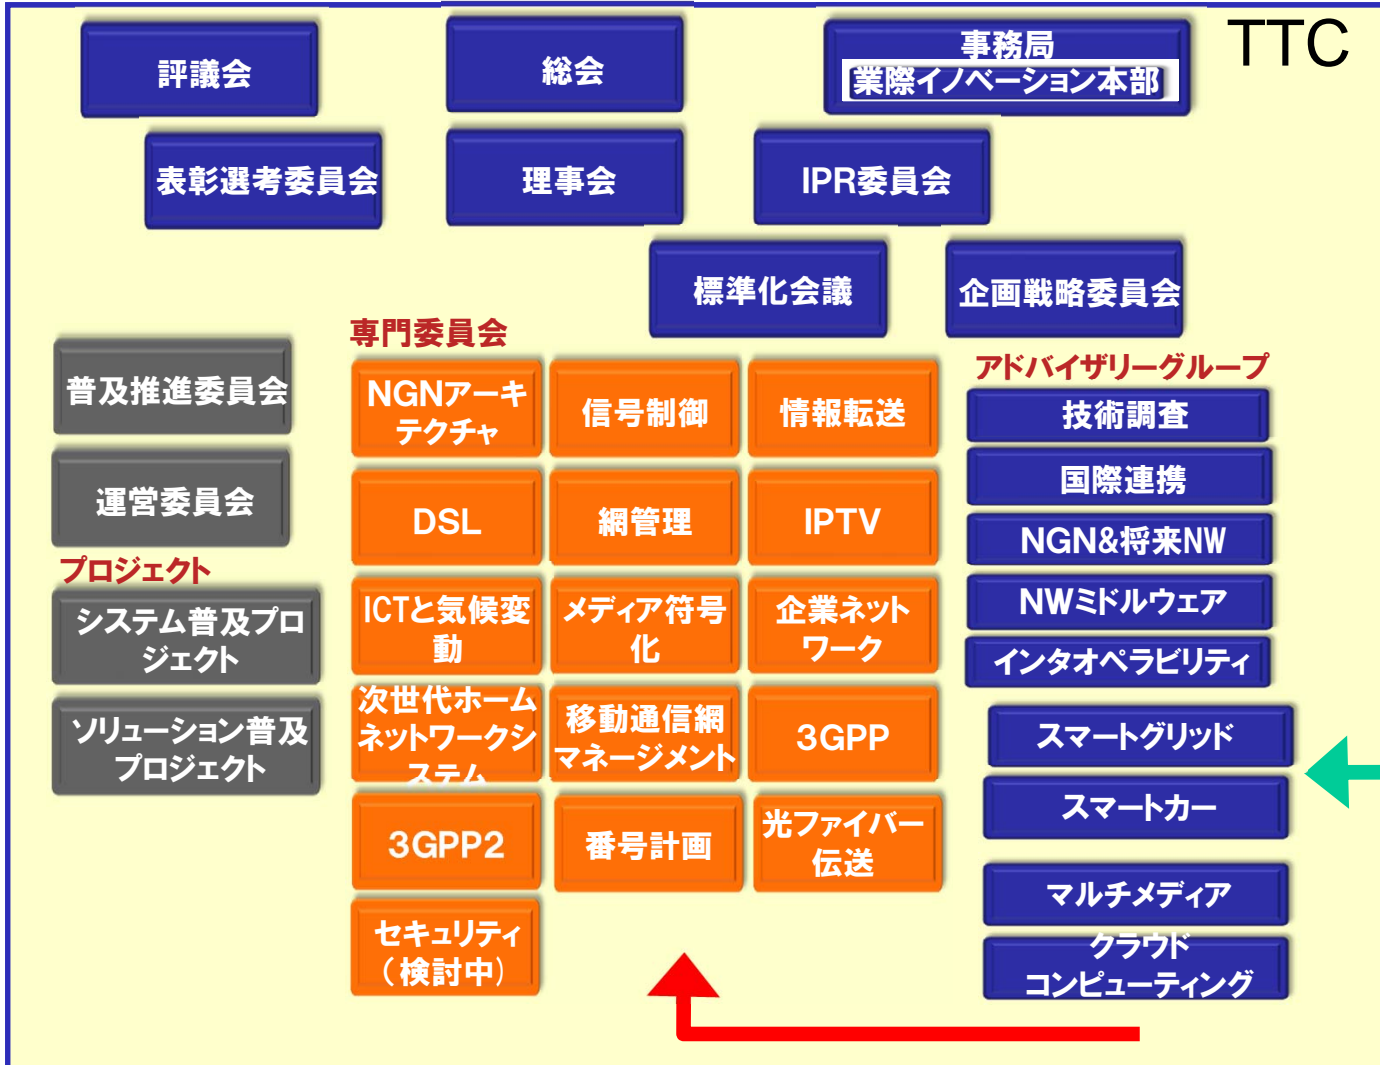 TTC
評議会
総会
事務局
業際イノベーション本部
表彰選考委員会
理事会
IPR委員会
標準化会議
企画戦略委員会
普及推進委員会
運営委員会
プロジェクト
システム普及プロ
ジェクト
ソリューション普及
プロジェクト
専門委員会
NGNアーキ
テクチャ
信号制御
情報転送
DSL
網管理
IPTV
ICTと気候変
動
メディア符号
化
企業ネット
ワーク
次世代ホーム
ネットワークシ
ステム
移動通信網
マネージメント
3GPP
3GPP2
番号計画
光ファイバー
伝送
セキュリティ
(検討中)
アドバイザリーグループ
技術調査
国際連携
NGN&将来NW
NWミドルウェア
インタオペラビリティ
スマートグリッド
スマートカー
マルチメディア
クラウド
コンピューティング